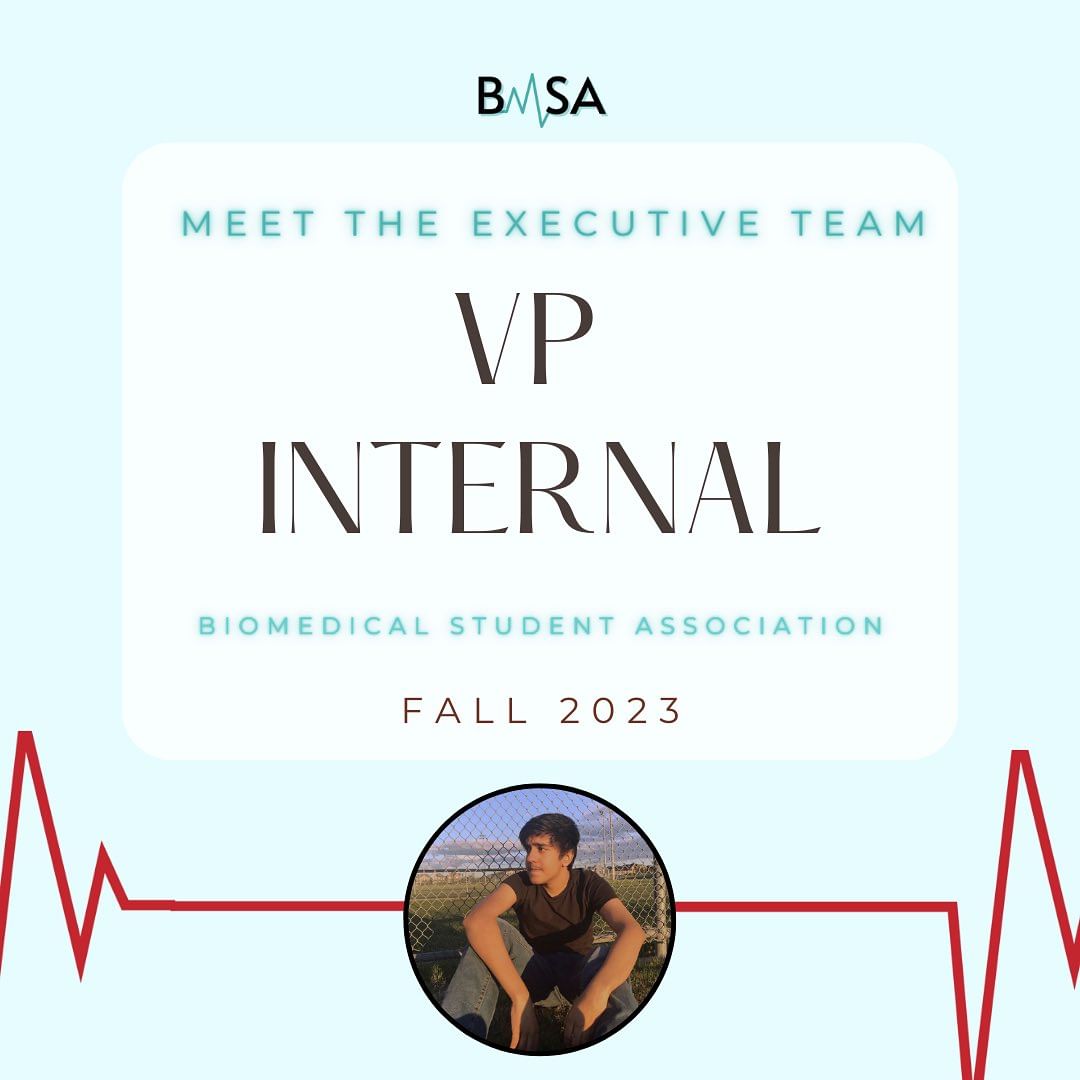 BMSA
MEET THE EXECUTIVE TEAM
VP
INTERNAL
BIOMEDICAL STUDENT ASSOCIATION
FALL 2023